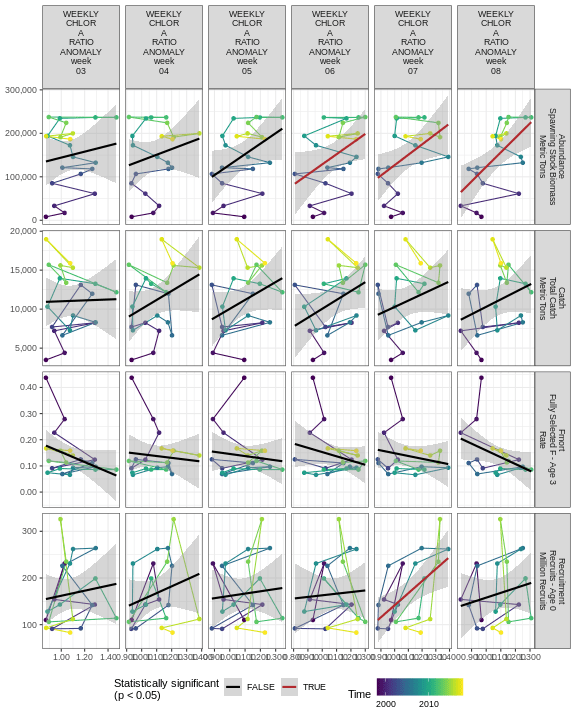 WEEKLY
CHLOR
A
RATIO
ANOMALY
week
03
WEEKLY
CHLOR
A
RATIO
ANOMALY
week
04
WEEKLY
CHLOR
A
RATIO
ANOMALY
week
05
WEEKLY
CHLOR
A
RATIO
ANOMALY
week
06
WEEKLY
CHLOR
A
RATIO
ANOMALY
week
07
WEEKLY
CHLOR
A
RATIO
ANOMALY
week
08
300,000
200,000
100,000
0
Abundance
Spawning Stock Biomass
Metric Tons
20,000
15,000
10,000
5,000
Catch
Total Catch
Metric Tons
0.40
0.30
0.20
0.10
0.00
Fmort
Fully Selected F - Age 3
Rate
300
200
100
Recruitment
Recruits - Age 0
Million Recruits
1.00 1.20 1.40
Statistically significant
(p < 0.05)
FALSE
TRUE
Time
2000 2010